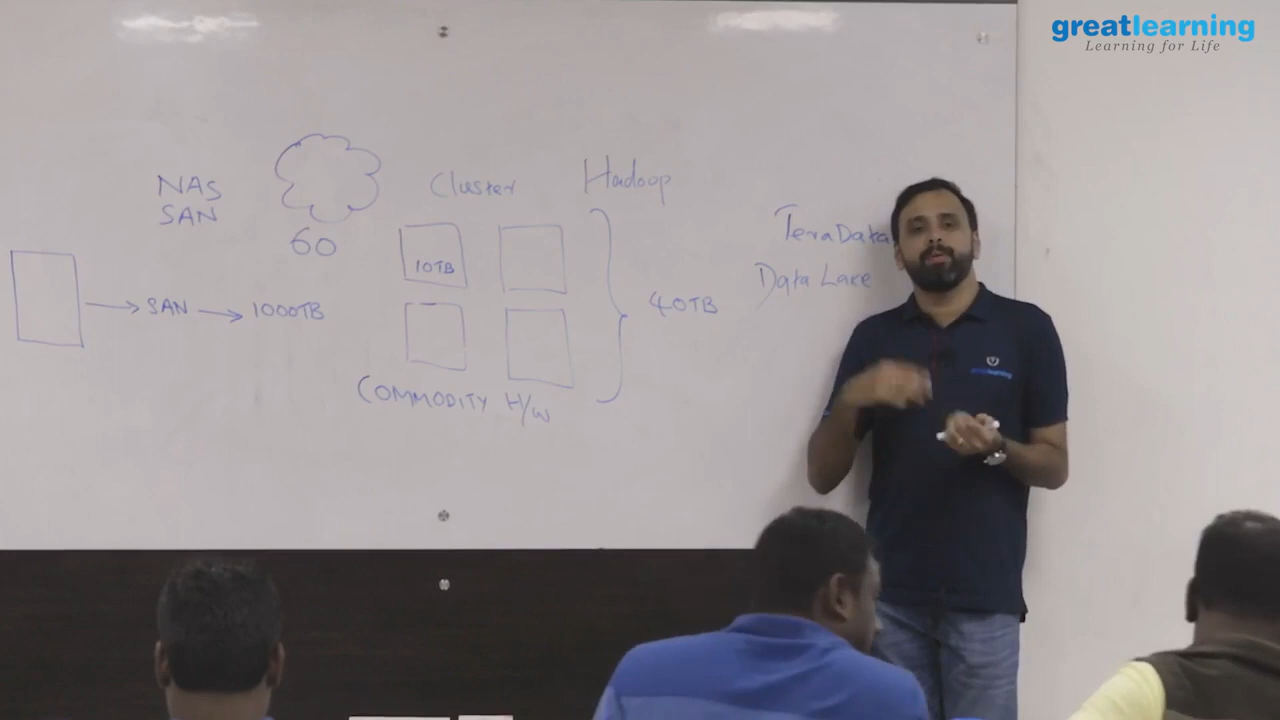 greatlearning
Learning for Life
NAS
SAN
60
Cluster
Hadoop
10TB
SAN
1000TB
40TB
COMMODITY H/W
TeraData
Data Lake